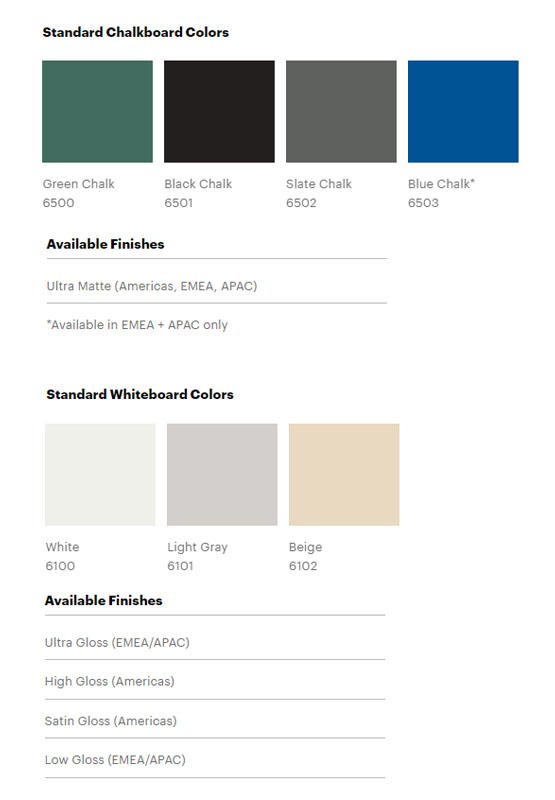 Standard Chalkboard Colors
Green Chalk
6500
Black Chalk
6501
Slate Chalk
6502
Blue Chalk*
6503
Available Finishes
Ultra Matte (Americas, EMEA, APAC)
*Available in EMEA + APAC only
Standard Whiteboard Colors
White
6100
Light Gray
6101
Beige
6102
Available Finishes
Ultra Gloss (EMEA/APAC)
High Gloss (Americas)
Satin Gloss (Americas)
Low Gloss (EMEA/APAC)